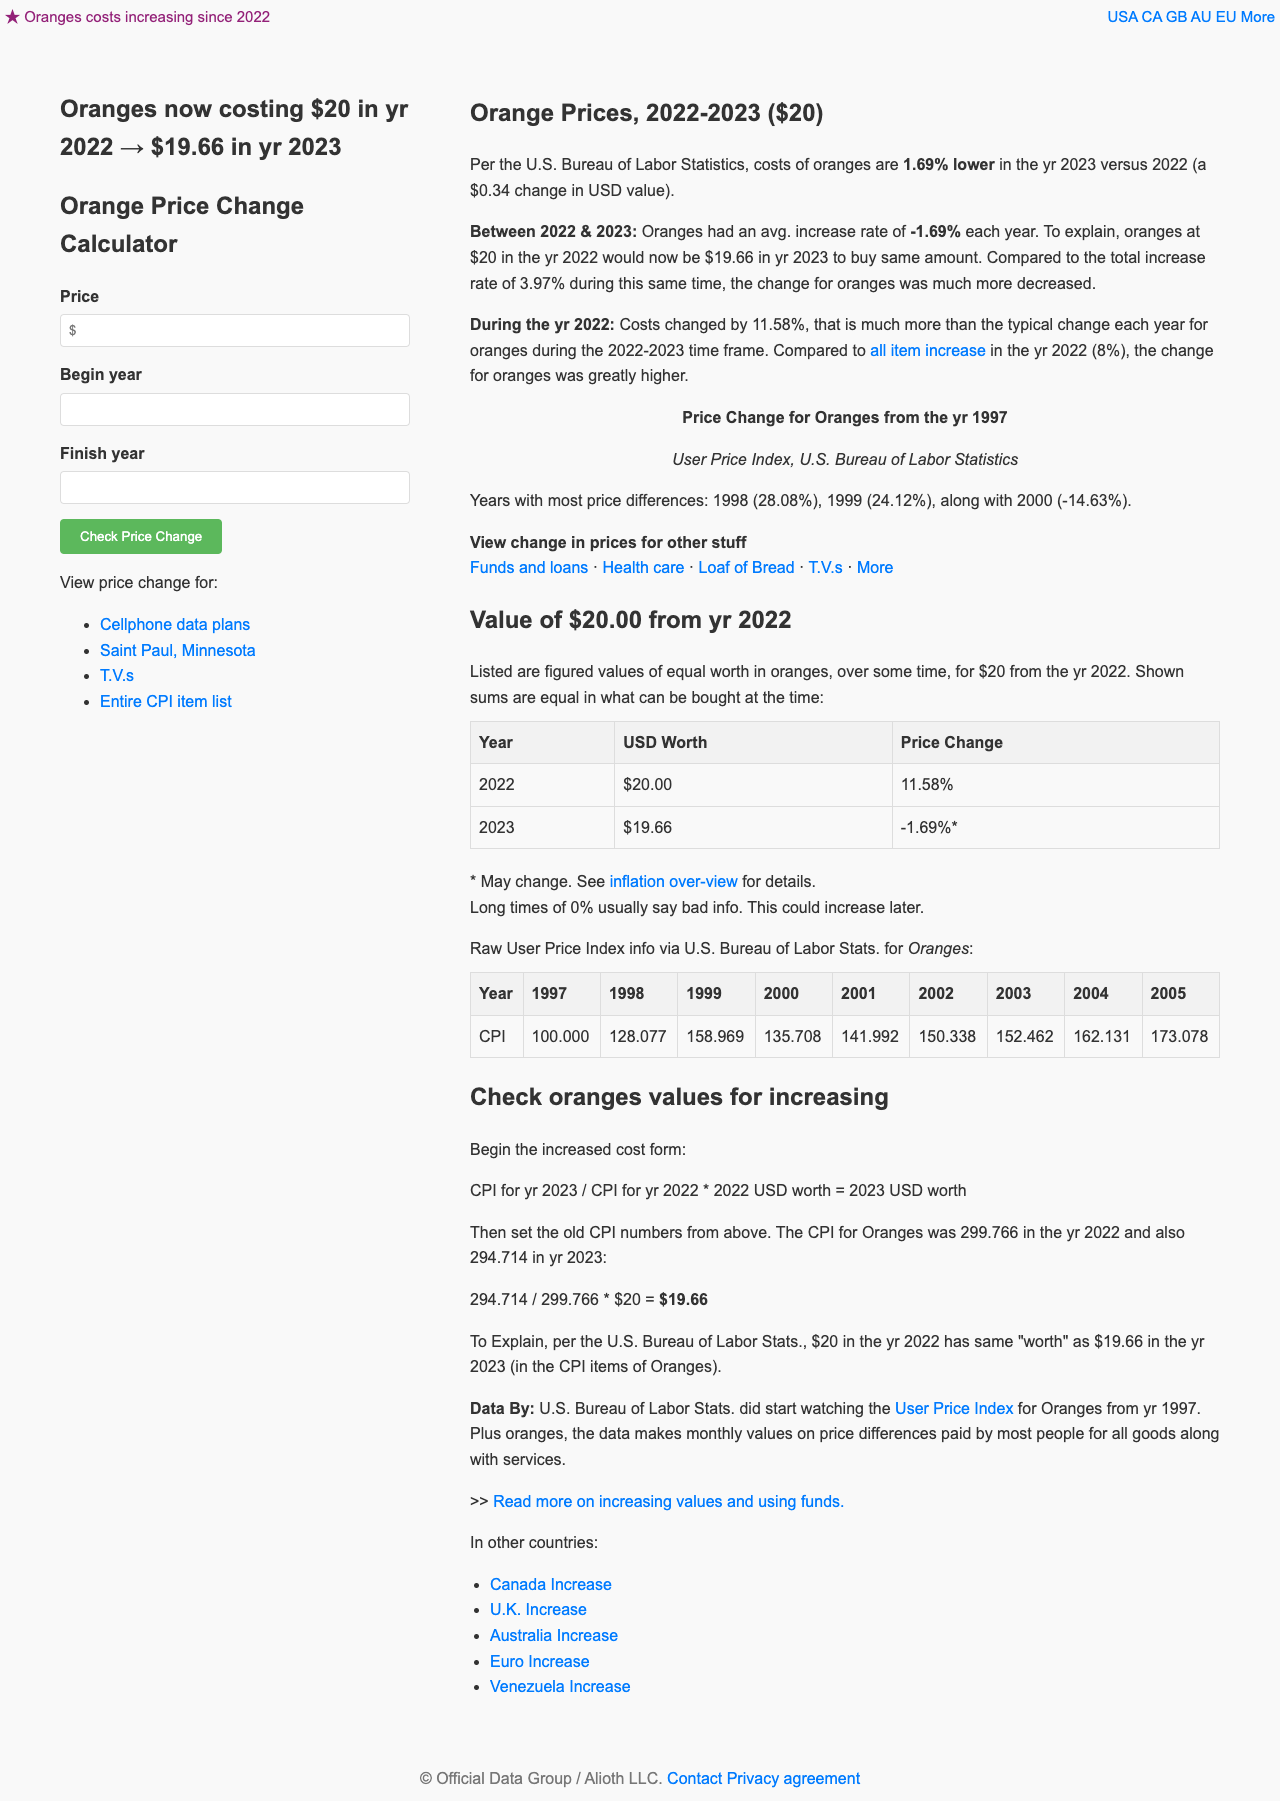 ★ Oranges costs increasing since 2022
USA CA GB AU EU More
Oranges now costing $20 in yr
2022 → $19.66 in yr 2023
Orange Price Change
Calculator
Price
$
Begin year
Finish year
Check Price Change
View price change for:
• Cellphone data plans
• Saint Paul, Minnesota
• T.V.s
• Entire CPI item list
Orange Prices, 2022-2023 ($20)
Per the U.S. Bureau of Labor Statistics, costs of oranges are 1.69% lower in the yr 2023 versus 2022 (a
$0.34 change in USD value).
Between 2022 & 2023: Oranges had an avg. increase rate of -1.69% each year. To explain, oranges at
$20 in the yr 2022 would now be $19.66 in yr 2023 to buy same amount. Compared to the total increase
rate of 3.97% during this same time, the change for oranges was much more decreased.
During the yr 2022: Costs changed by 11.58%, that is much more than the typical change each year for
oranges during the 2022-2023 time frame. Compared to all item increase in the yr 2022 (8%), the change
for oranges was greatly higher.
Price Change for Oranges from the yr 1997
User Price Index, U.S. Bureau of Labor Statistics
Years with most price differences: 1998 (28.08%), 1999 (24.12%), along with 2000 (-14.63%).
View change in prices for other stuff
Funds and loans · Health care · Loaf of Bread · T.V.s · More
Value of $20.00 from yr 2022
Listed are figured values of equal worth in oranges, over some time, for $20 from the yr 2022. Shown
sums are equal in what can be bought at the time:
Year USD Worth Price Change
2022 $20.00 11.58%
2023 $19.66 -1.69%*
* May change. See inflation over-view for details.
Long times of 0% usually say bad info. This could increase later.
Raw User Price Index info via U.S. Bureau of Labor Stats. for Oranges:
Year 1997 1998 1999 2000 2001 2002 2003 2004 2005
CPI 100.000 128.077 158.969 135.708 141.992 150.338 152.462 162.131 173.078
Check oranges values for increasing
Begin the increased cost form:
CPI for yr 2023 / CPI for yr 2022 * 2022 USD worth = 2023 USD worth
Then set the old CPI numbers from above. The CPI for Oranges was 299.766 in the yr 2022 and also
294.714 in yr 2023:
294.714 / 299.766 * $20 = $19.66
To Explain, per the U.S. Bureau of Labor Stats., $20 in the yr 2022 has same "worth" as $19.66 in the yr
2023 (in the CPI items of Oranges).
Data By: U.S. Bureau of Labor Stats. did start watching the User Price Index for Oranges from yr 1997.
Plus oranges, the data makes monthly values on price differences paid by most people for all goods along
with services.
>> Read more on increasing values and using funds.
In other countries:
• Canada Increase
• U.K. Increase
• Australia Increase
• Euro Increase
• Venezuela Increase
© Official Data Group / Alioth LLC. Contact Privacy agreement